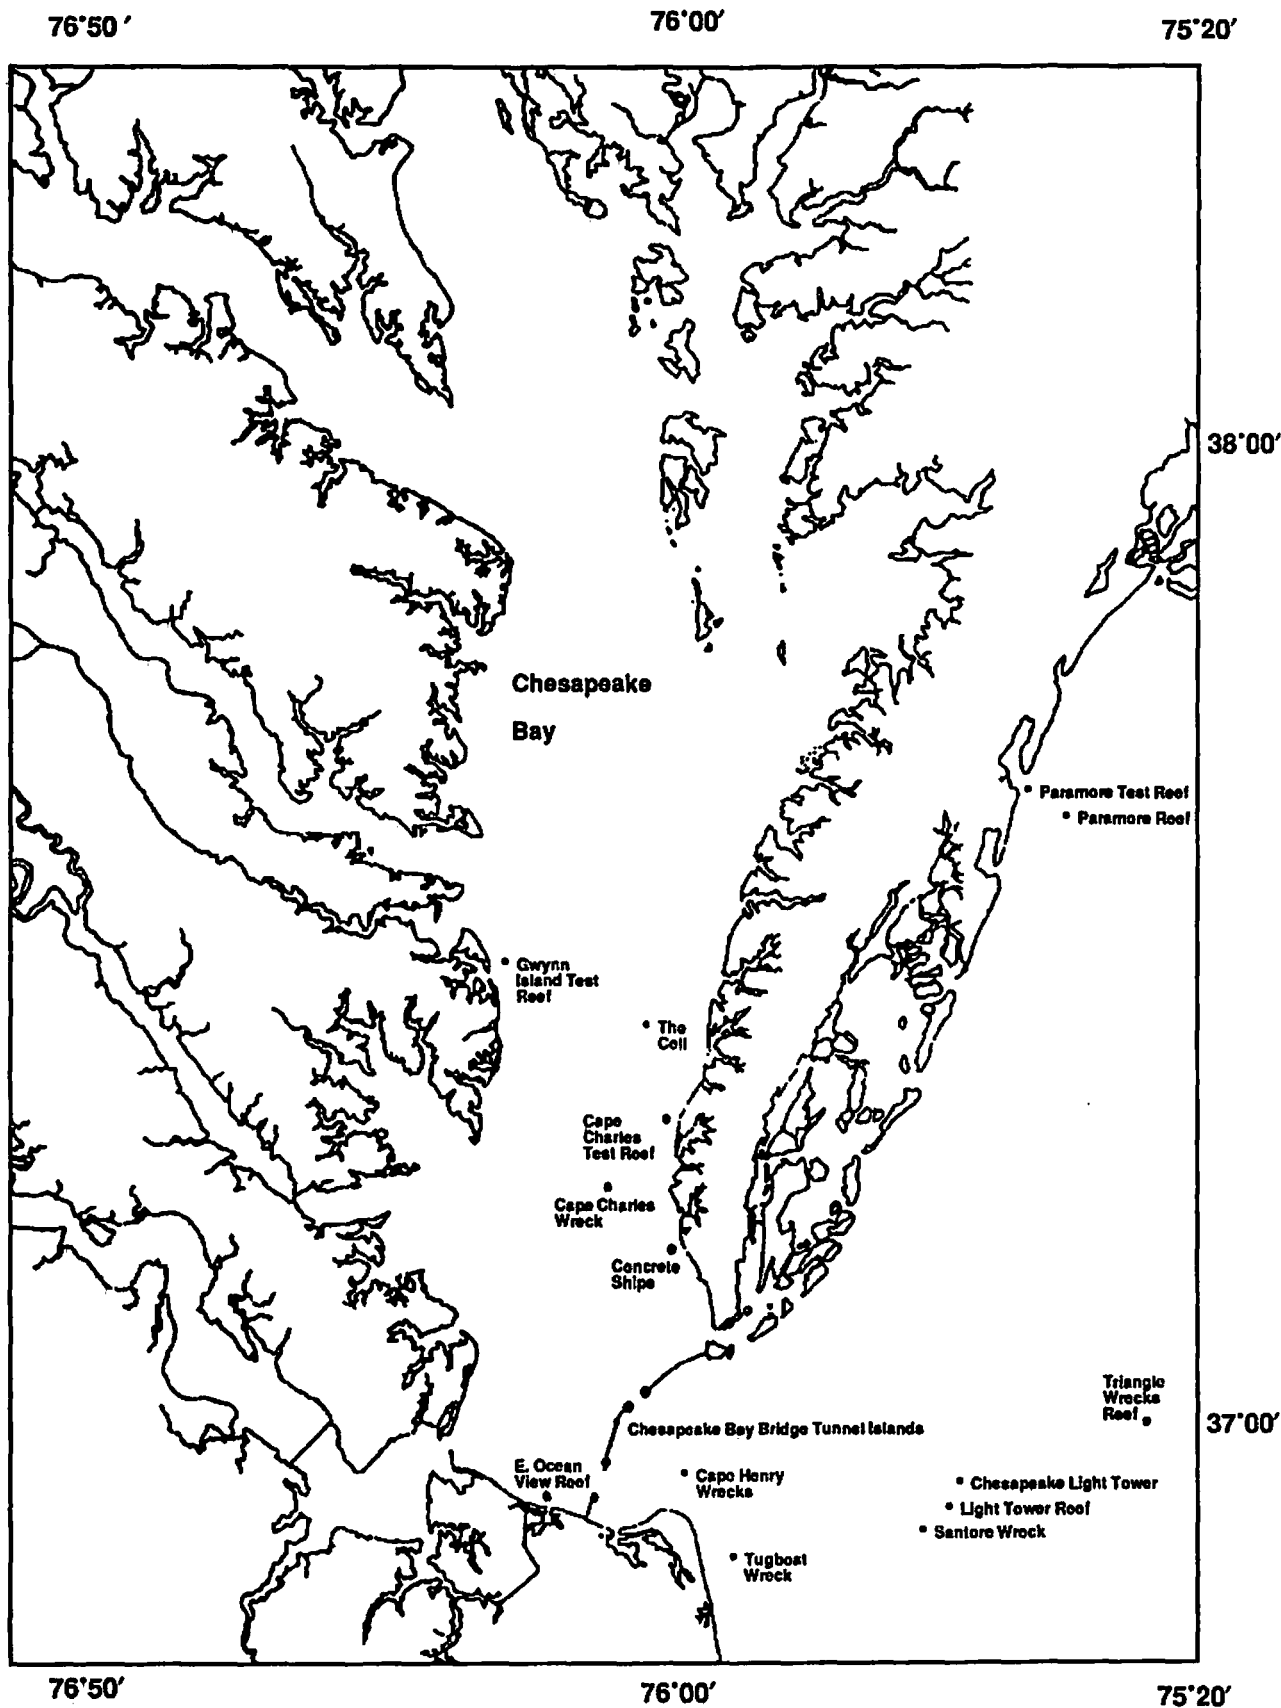 76°50′ 76°00′ 75°20′
38°00′
Chesapeake
Bay
Paramore Test Reef
Paramore Reef
Gwynn
Island Test
Reef
The
Cell
Cape
Charles
Test Reef
Cape Charles
Wreck
Concrete
Ships
Triangle
Wrecks
Reef
37°00′
Chesapeake Bay Bridge Tunnel Islands
E. Ocean
View Reef
Cape Henry
Wrecks
Chesapeake Light Tower
Light Tower Reef
Santore Wreck
Tugboat
Wreck
76°50′ 76°00′ 75°20′